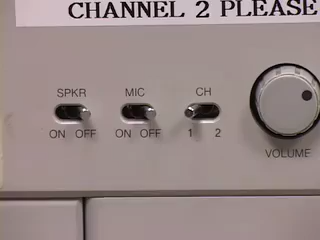 CHANNEL 2 PLEASE
SPKR MIC CH
ON OFF ON OFF 1 2
VOLUME